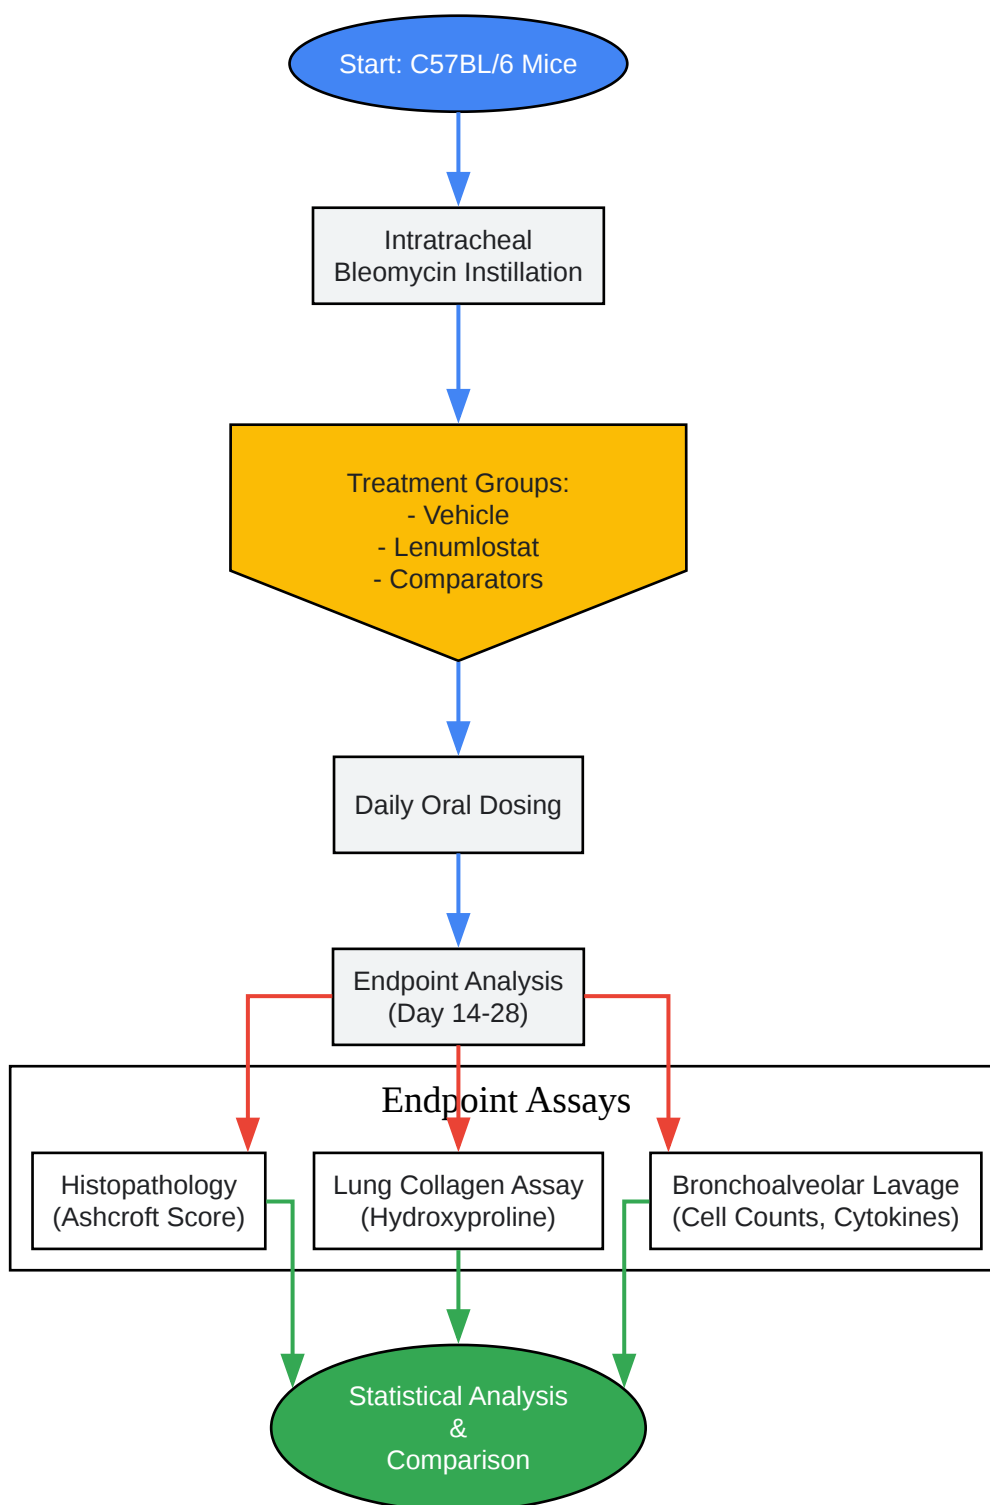 Start: C57BL/6 Mice
Intratracheal
Bleomycin Instillation
Treatment Groups:
- Vehicle
- Lenumlostat
- Comparators
Daily Oral Dosing
Endpoint Analysis
(Day 14-28)
Endpoint Assays
Histopathology
(Ashcroft Score)
Lung Collagen Assay
(Hydroxyproline)
Bronchoalveolar Lavage
(Cell Counts, Cytokines)
Statistical Analysis
&
Comparison